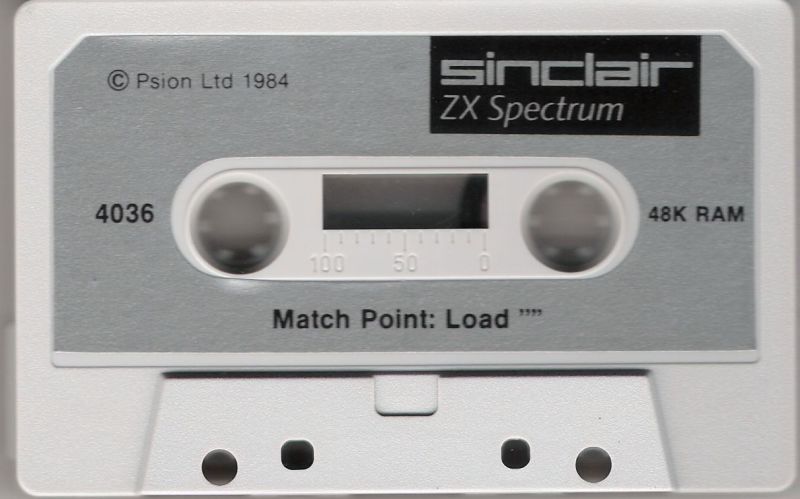 © Psion Ltd 1984
sinclair
ZX Spectrum
4036
48K RAM
100 50 0
Match Point: Load ””